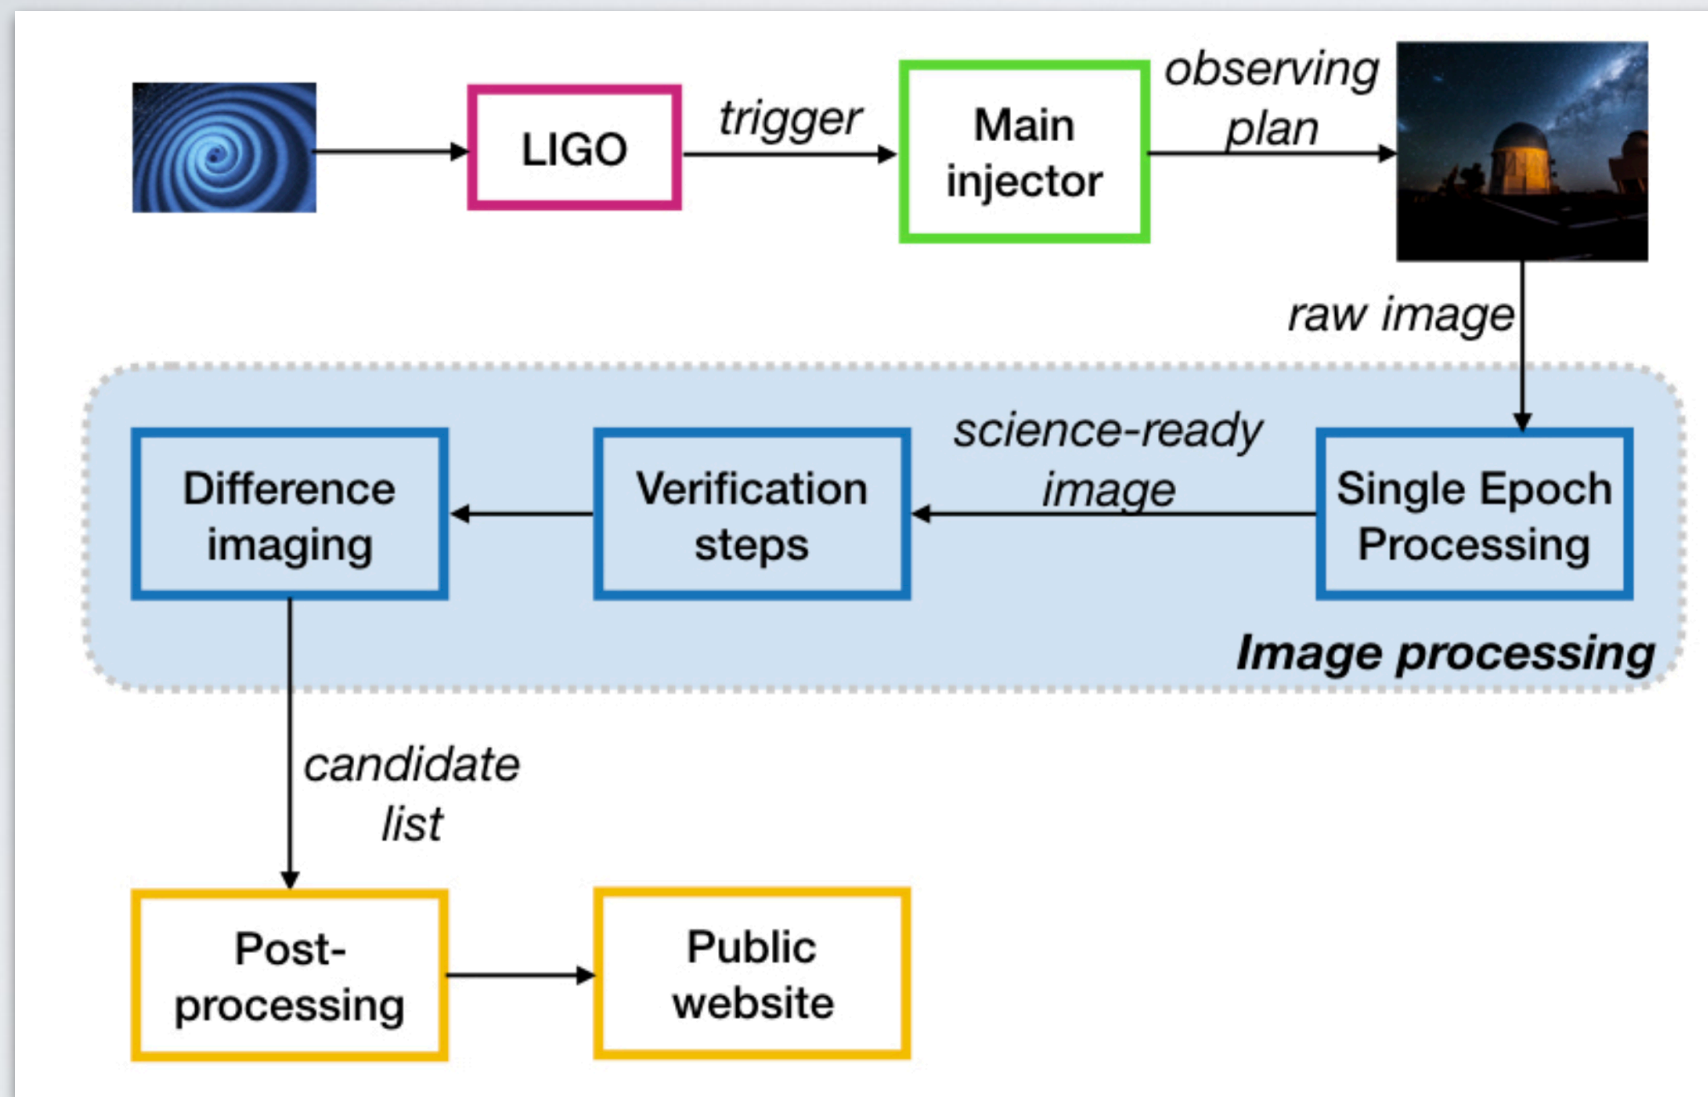 LIGO
trigger
Main
injector
observing
plan
raw image
Difference
imaging
Verification
steps
science-ready
image
Single Epoch
Processing
Image processing
candidate
list
Post-
processing
Public
website